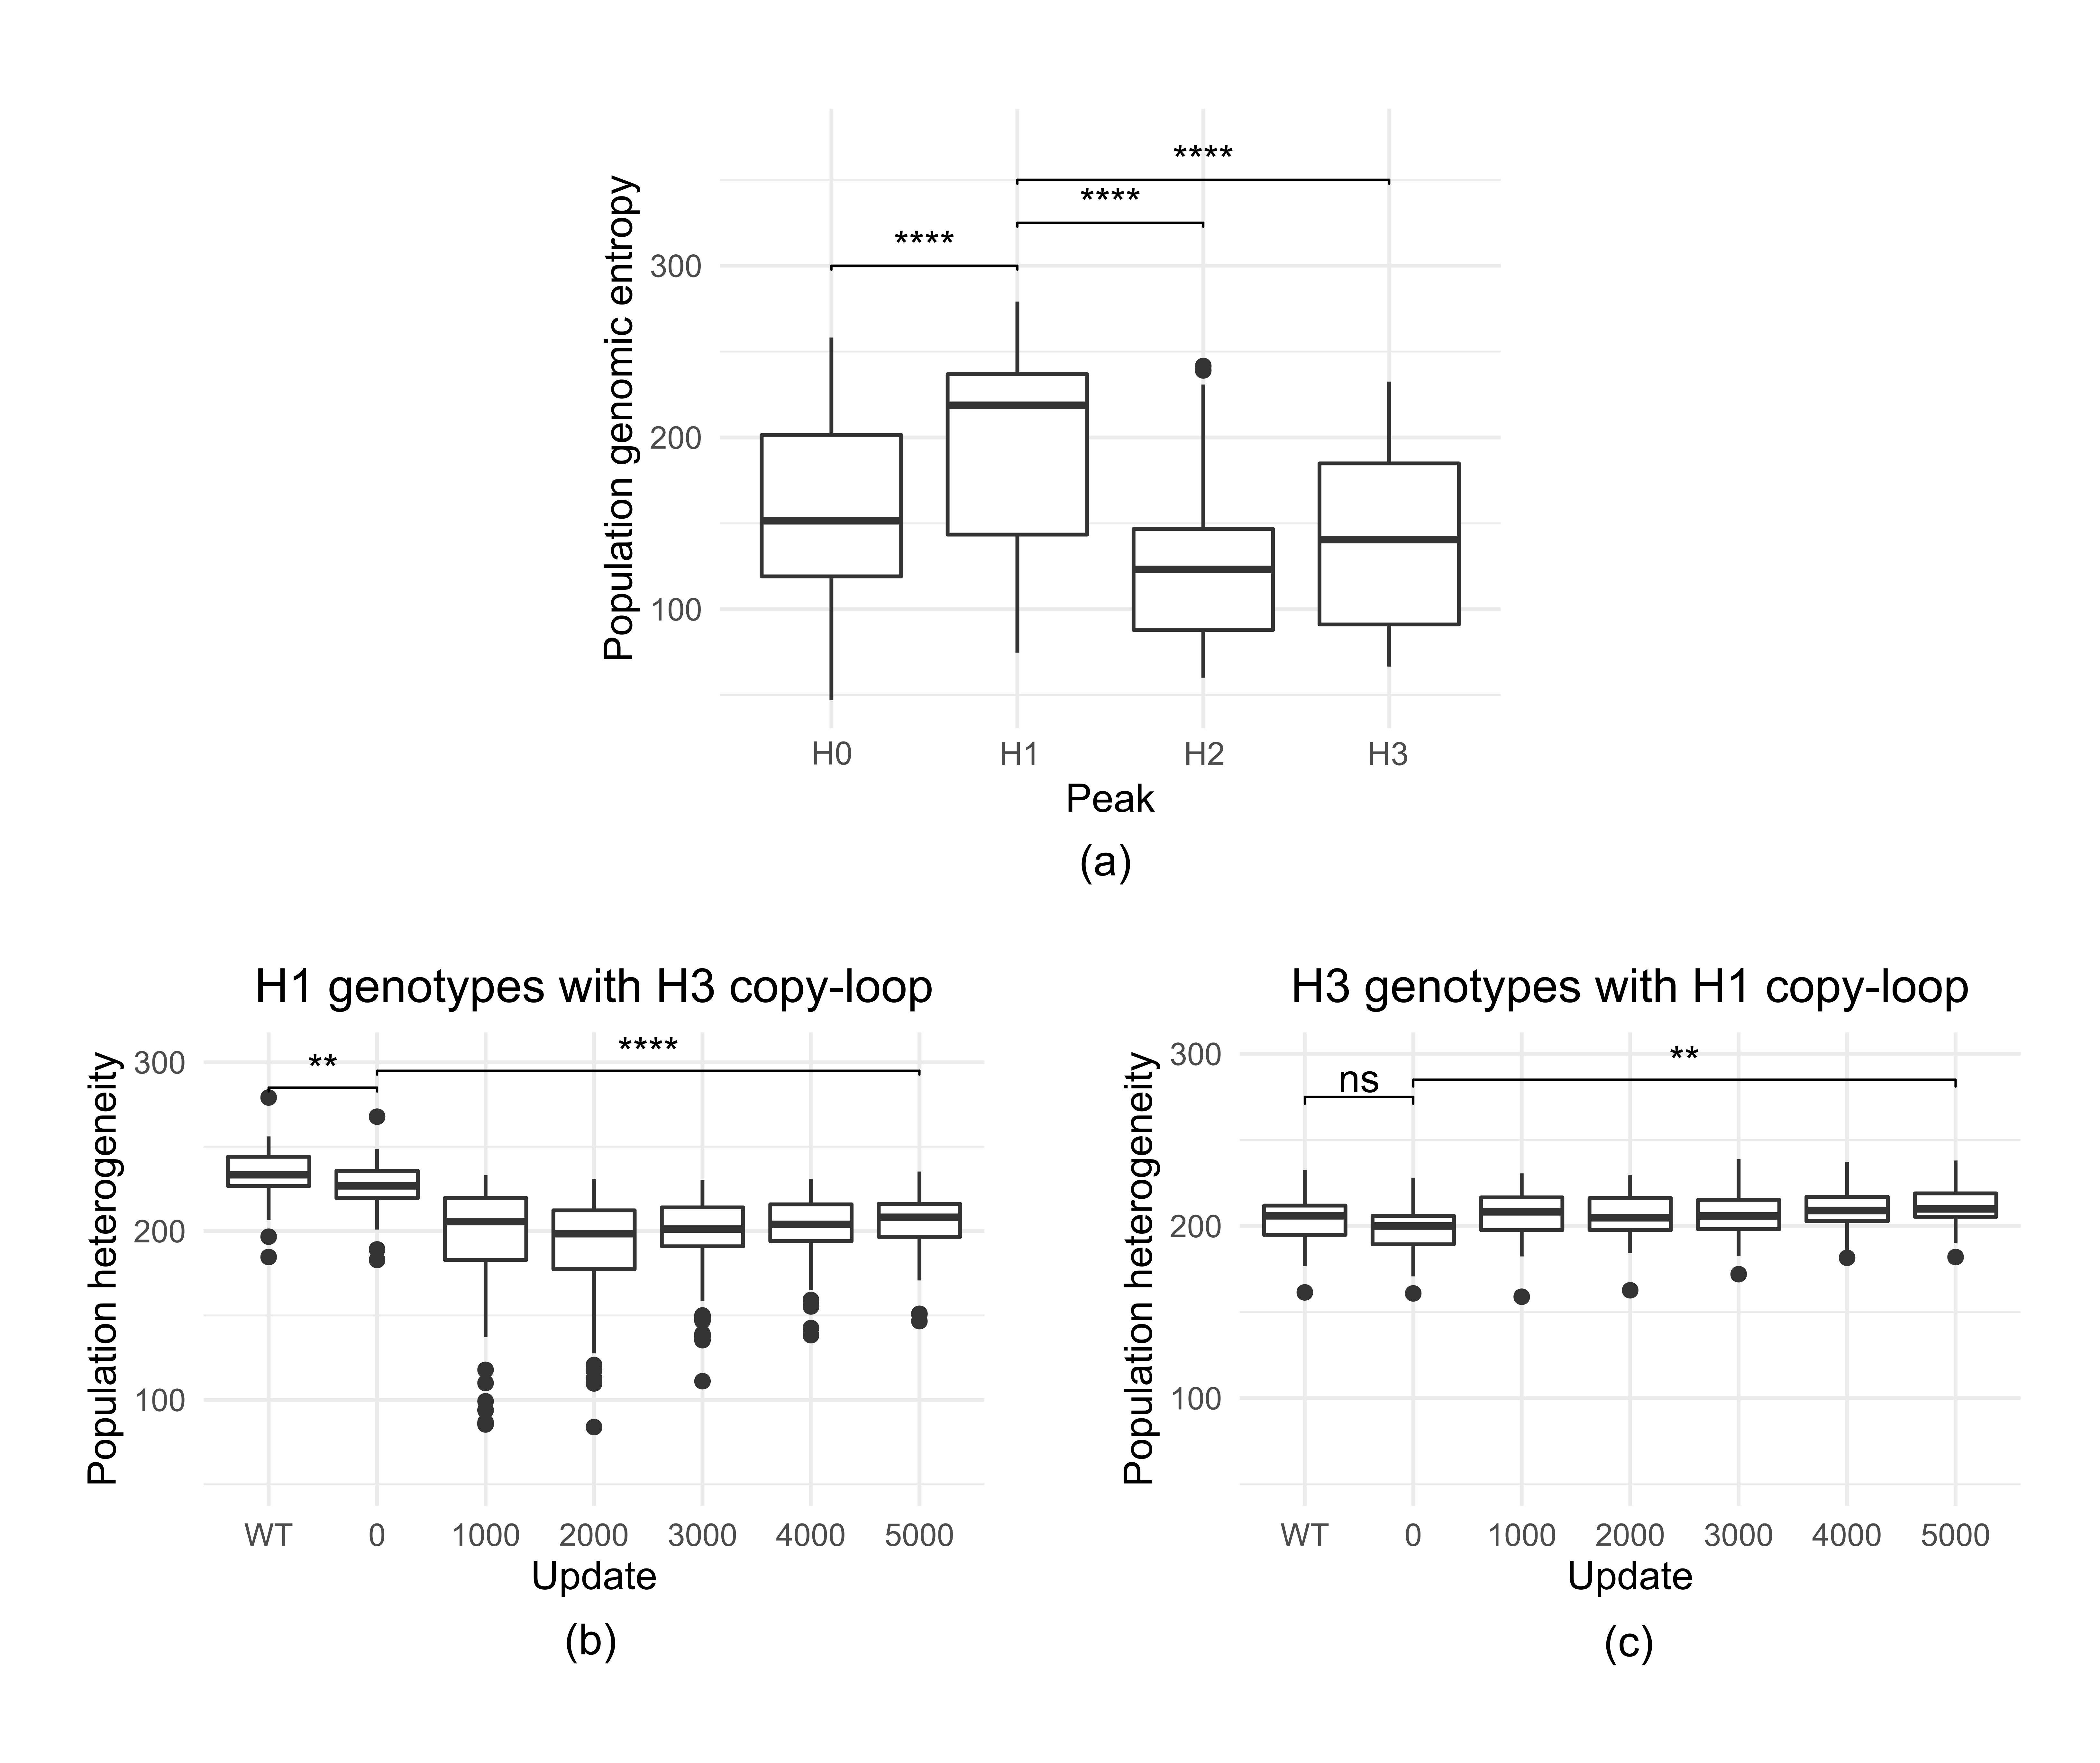 ****
****
****
Population genomic entropy
300
200
100
H0 H1 H2 H3
Peak
(a)
H1 genotypes with H3 copy-loop
**
****
Population heterogeneity
300
200
100
WT 0 1000 2000 3000 4000 5000
Update
(b)
H3 genotypes with H1 copy-loop
ns
**
Population heterogeneity
300
200
100
WT 0 1000 2000 3000 4000 5000
Update
(c)